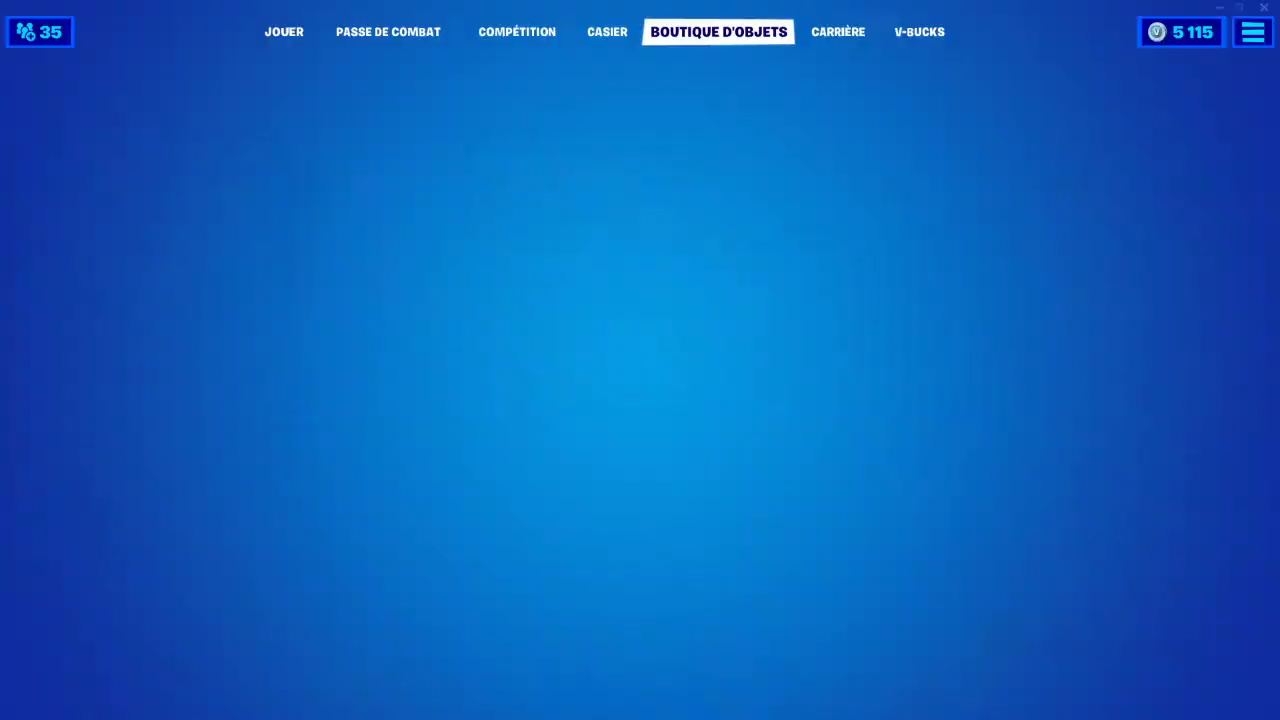 35
JOUER
PASSE DE COMBAT
COMPÉTITION
CASIER
BOUTIQUE D'OBJETS
CARRIÈRE
V-BUCKS
V
5 115